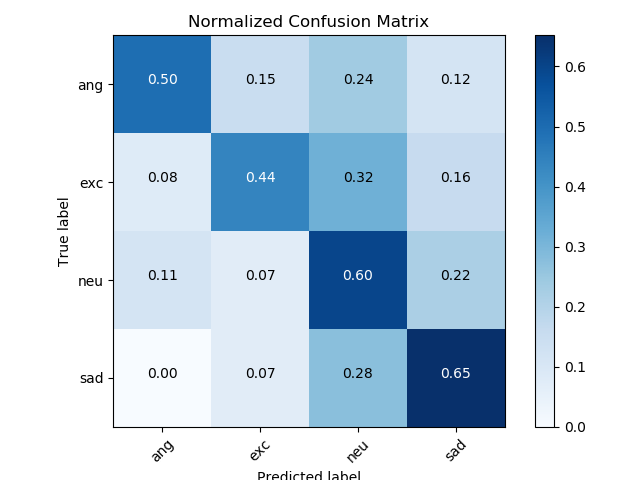 Normalized Confusion Matrix
ang 0.50 0.15 0.24 0.12
exc 0.08 0.44 0.32 0.16
neu 0.11 0.07 0.60 0.22
sad 0.00 0.07 0.28 0.65
True label
ang exc neu sad
Predicted label
0.6
0.5
0.4
0.3
0.2
0.1
0.0